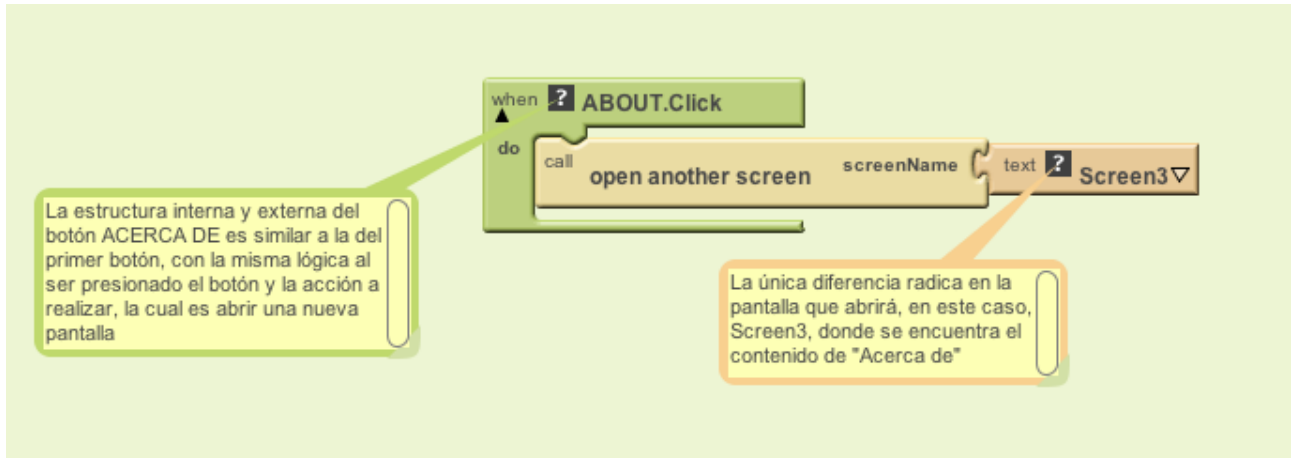 when ? ABOUT.Click
do
call open another screen screenName
text ? Screen3
La estructura interna y externa del
botón ACERCA DE es similar a la del
primer botón, con la misma lógica al
ser presionado el botón y la acción a
realizar, la cual es abrir una nueva
pantalla
La única diferencia radica en la
pantalla que abrirá, en este caso,
Screen3, donde se encuentra el
contenido de "Acerca de"